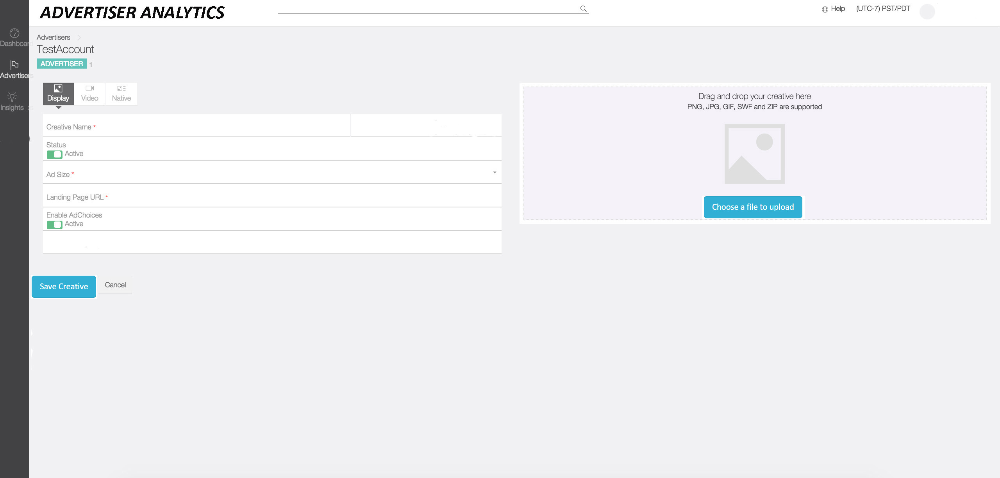 ADVERTISER ANALYTICS
Help
(UTC-7) PST/PDT
Dashboar
Advertisers
Insights
Advertisers
TestAccount
ADVERTISER 1
Display
Video
Native
Creative Name *
Status
Active
Ad Size *
Landing Page URL *
Enable AdChoices
Active
Drag and drop your creative here
PNG, JPG, GIF, SWF and ZIP are supported
Choose a file to upload
Save Creative
Cancel